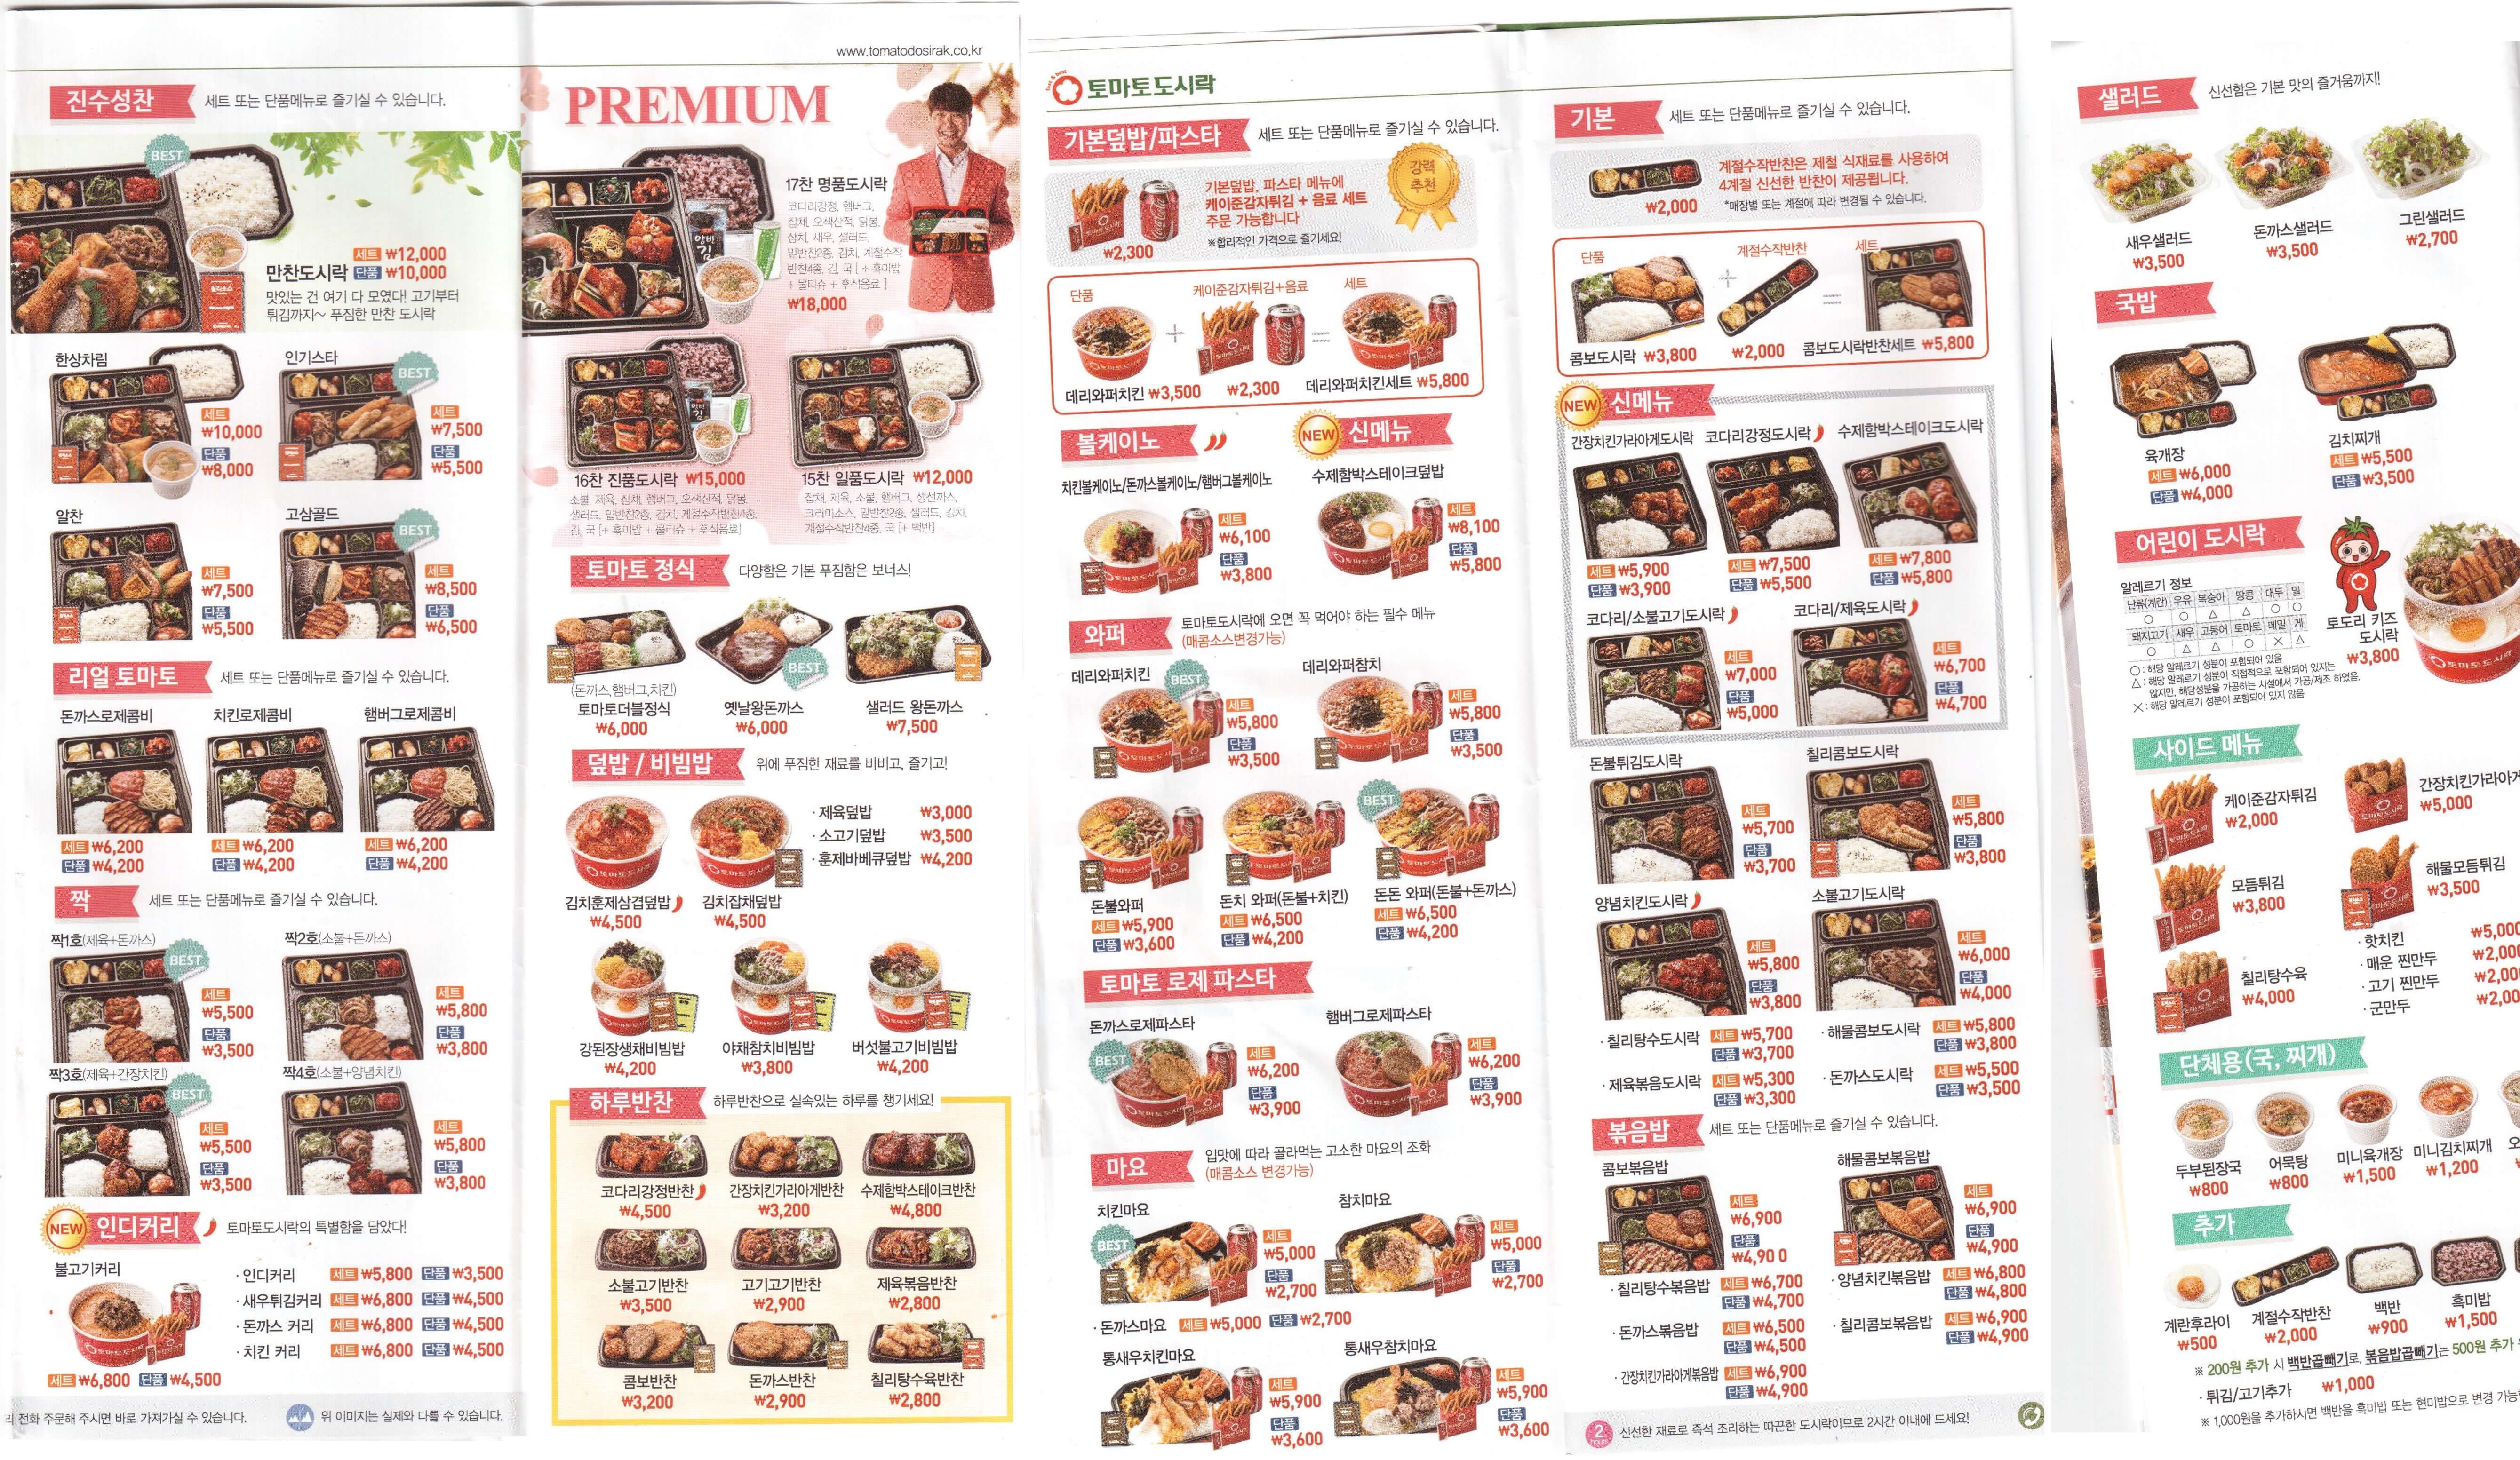 진수성찬
세트 또는 단품메뉴로 즐기실 수 있습니다.
BEST
만찬도시락
세트 ₩12,000
단품 ₩10,000
맛있는 건 여기 다 모였다! 고기부터
튀김까지~ 푸짐한 만찬 도시락
한상차림
세트
₩10,000
단품
₩8,000
인기스타
BEST
세트
₩7,500
단품
₩5,500
알찬
세트
₩7,500
단품
₩5,500
고삼골드
BEST
세트
₩8,500
단품
₩6,500
리얼 토마토
세트 또는 단품메뉴로 즐기실 수 있습니다.
돈까스로제콤비
세트 ₩6,200
단품 ₩4,200
치킨로제콤비
세트 ₩6,200
단품 ₩4,200
햄버그로제콤비
세트 ₩6,200
단품 ₩4,200
짝
세트 또는 단품메뉴로 즐기실 수 있습니다.
짝1호(제육+돈까스)
BEST
세트
₩5,500
단품
₩3,500
짝2호(소불+돈까스)
세트
₩5,800
단품
₩3,800
짝3호(제육+간장치킨)
BEST
세트
₩5,500
단품
₩3,500
짝4호(소불+양념치킨)
세트
₩5,800
단품
₩3,800
NEW 인디커리
토마토도시락의 특별함을 담았다!
불고기커리
세트 ₩6,800 단품 ₩4,500
· 인디커리 세트 ₩5,800 단품 ₩3,500
· 새우튀김커리 세트 ₩6,800 단품 ₩4,500
· 돈까스 커리 세트 ₩6,800 단품 ₩4,500
· 치킨 커리 세트 ₩6,800 단품 ₩4,500
리 전화 주문해 주시면 바로 가져가실 수 있습니다.
위 이미지는 실제와 다를 수 있습니다.
www.tomatodosirak.co.kr
PREMIUM
17찬 명품도시락
코다리강정, 햄버그,
잡채, 오색산적, 닭봉,
삼치, 새우, 샐러드,
밑반찬2종, 김치, 계절수작
반찬4종, 김, 국 [ + 흑미밥
+ 물티슈 + 후식음료 ]
₩18,000
16찬 진품도시락 ₩15,000
소불, 제육, 잡채, 햄버그, 오색산적, 닭봉,
샐러드, 밑반찬2종, 김치, 계절수작반찬4종,
김, 국 [+ 흑미밥 + 물티슈 + 후식음료]
15찬 일품도시락 ₩12,000
잡채, 제육, 소불, 햄버그, 생선까스,
크리미소스, 밑반찬2종, 샐러드, 김치,
계절수작반찬4종, 국 [+ 백반]
토마토 정식
다양함은 기본 푸짐함은 보너스!
(돈까스,햄버그,치킨)
토마토더블정식
₩6,000
BEST
옛날왕돈까스
₩6,000
샐러드 왕돈까스
₩7,500
덮밥 / 비빔밥
위에 푸짐한 재료를 비비고, 즐기고!
김치훈제삼겹덮밥
₩4,500
김치잡채덮밥
₩4,500
· 제육덮밥 ₩3,000
· 소고기덮밥 ₩3,500
· 훈제바베큐덮밥 ₩4,200
강된장생채비빔밥
₩4,200
야채참치비빔밥
₩3,800
버섯불고기비빔밥
₩4,200
하루반찬
하루반찬으로 실속있는 하루를 챙기세요!
코다리강정반찬
₩4,500
간장치킨가라아게반찬
₩3,200
수제함박스테이크반찬
₩4,800
소불고기반찬
₩3,500
고기고기반찬
₩2,900
제육볶음반찬
₩2,800
콤보반찬
₩3,200
돈까스반찬
₩2,900
칠리탕수육반찬
₩2,800
토마토도시락
기본덮밥/파스타
세트 또는 단품메뉴로 즐기실 수 있습니다.
강력
추천
기본덮밥, 파스타 메뉴에
케이준감자튀김 + 음료 세트
주문 가능합니다
※합리적인 가격으로 즐기세요!
₩2,300
단품
케이준감자튀김+음료
세트
+
=
데리와퍼치킨 ₩3,500
₩2,300
데리와퍼치킨세트 ₩5,800
볼케이노
치킨볼케이노/돈까스볼케이노/햄버그볼케이노
세트
₩6,100
단품
₩3,800
NEW 신메뉴
수제함박스테이크덮밥
세트
₩8,100
단품
₩5,800
와퍼
토마토도시락에 오면 꼭 먹어야 하는 필수 메뉴
(매콤소스변경가능)
데리와퍼치킨
BEST
세트
₩5,800
단품
₩3,500
데리와퍼참치
세트
₩5,800
단품
₩3,500
돈불와퍼
세트 ₩5,900
단품 ₩3,600
돈치 와퍼(돈불+치킨)
세트 ₩6,500
단품 ₩4,200
BEST
돈돈 와퍼(돈불+돈까스)
세트 ₩6,500
단품 ₩4,200
토마토 로제 파스타
돈까스로제파스타
BEST
세트
₩6,200
단품
₩3,900
햄버그로제파스타
세트
₩6,200
단품
₩3,900
마요
입맛에 따라 골라먹는 고소한 마요의 조화
(매콤소스 변경가능)
치킨마요
BEST
세트
₩5,000
단품
₩2,700
참치마요
세트
₩5,000
단품
₩2,700
· 돈까스마요 세트 ₩5,000 단품 ₩2,700
통새우치킨마요
세트
₩5,900
단품
₩3,600
통새우참치마요
세트
₩5,900
단품
₩3,600
기본
세트 또는 단품메뉴로 즐기실 수 있습니다.
계절수작반찬은 제철 식재료를 사용하여
4계절 신선한 반찬이 제공됩니다.
*매장별 또는 계절에 따라 변경될 수 있습니다.
₩2,000
단품
계절수작반찬
세트
+
=
콤보도시락 ₩3,800
₩2,000
콤보도시락반찬세트 ₩5,800
NEW 신메뉴
간장치킨가라아게도시락
세트 ₩5,900
단품 ₩3,900
코다리강정도시락
세트 ₩7,500
단품 ₩5,500
수제함박스테이크도시락
세트 ₩7,800
단품 ₩5,800
코다리/소불고기도시락
세트
₩7,000
단품
₩5,000
코다리/제육도시락
세트
₩6,700
단품
₩4,700
돈불튀김도시락
세트
₩5,700
단품
₩3,700
칠리콤보도시락
세트
₩5,800
단품
₩3,800
양념치킨도시락
세트
₩5,800
단품
₩3,800
소불고기도시락
세트
₩6,000
단품
₩4,000
· 칠리탕수도시락 세트 ₩5,700
단품 ₩3,700
· 해물콤보도시락 세트 ₩5,800
단품 ₩3,800
· 제육볶음도시락 세트 ₩5,300
단품 ₩3,300
· 돈까스도시락 세트 ₩5,500
단품 ₩3,500
볶음밥
세트 또는 단품메뉴로 즐기실 수 있습니다.
콤보볶음밥
세트
₩6,900
단품
₩4,90 0
해물콤보볶음밥
세트
₩6,900
단품
₩4,900
· 칠리탕수볶음밥 세트 ₩6,700
단품 ₩4,700
· 양념치킨볶음밥 세트 ₩6,800
단품 ₩4,800
· 돈까스볶음밥 세트 ₩6,500
단품 ₩4,500
· 칠리콤보볶음밥 세트 ₩6,900
단품 ₩4,900
· 간장치킨가라아게볶음밥 세트 ₩6,900
단품 ₩4,900
2
hours
신선한 재료로 즉석 조리하는 따끈한 도시락이므로 2시간 이내에 드세요!
샐러드
신선함은 기본 맛의 즐거움까지!
새우샐러드
₩3,500
돈까스샐러드
₩3,500
그린샐러드
₩2,700
국밥
육개장
세트 ₩6,000
단품 ₩4,000
김치찌개
세트 ₩5,500
단품 ₩3,500
어린이 도시락
알레르기 정보
난류(계란) 우유 복숭아 땅콩 대두 밀
○ ○ △ △ ○ ○
돼지고기 새우 고등어 토마토 메밀 게
○ △ △ ○ × △
○ : 해당 알레르기 성분이 포함되어 있음
△ : 해당 알레르기 성분이 직접적으로 포함되어 있지는
않지만, 해당성분을 가공하는 시설에서 가공/제조 하였음.
× : 해당 알레르기 성분이 포함되어 있지 않음
토도리 키즈
도시락
₩3,800
사이드 메뉴
케이준감자튀김
₩2,000
간장치킨가라아게
₩5,000
모듬튀김
₩3,800
해물모듬튀김
₩3,500
칠리탕수육
₩4,000
· 핫치킨 ₩5,000
· 매운 찐만두 ₩2,000
· 고기 찐만두 ₩2,00
· 군만두 ₩2,00
단체용(국, 찌개)
두부된장국
₩800
어묵탕
₩800
미니육개장
₩1,500
미니김치찌개
₩1,200
추가
계란후라이
₩500
계절수작반찬
₩2,000
백반
₩900
흑미밥
₩1,500
※ 200원 추가 시 백반곱빼기로, 볶음밥곱빼기는 500원 추가
· 튀김/고기추가 ₩1,000
※ 1,000원을 추가하시면 백반을 흑미밥 또는 현미밥으로 변경 가능